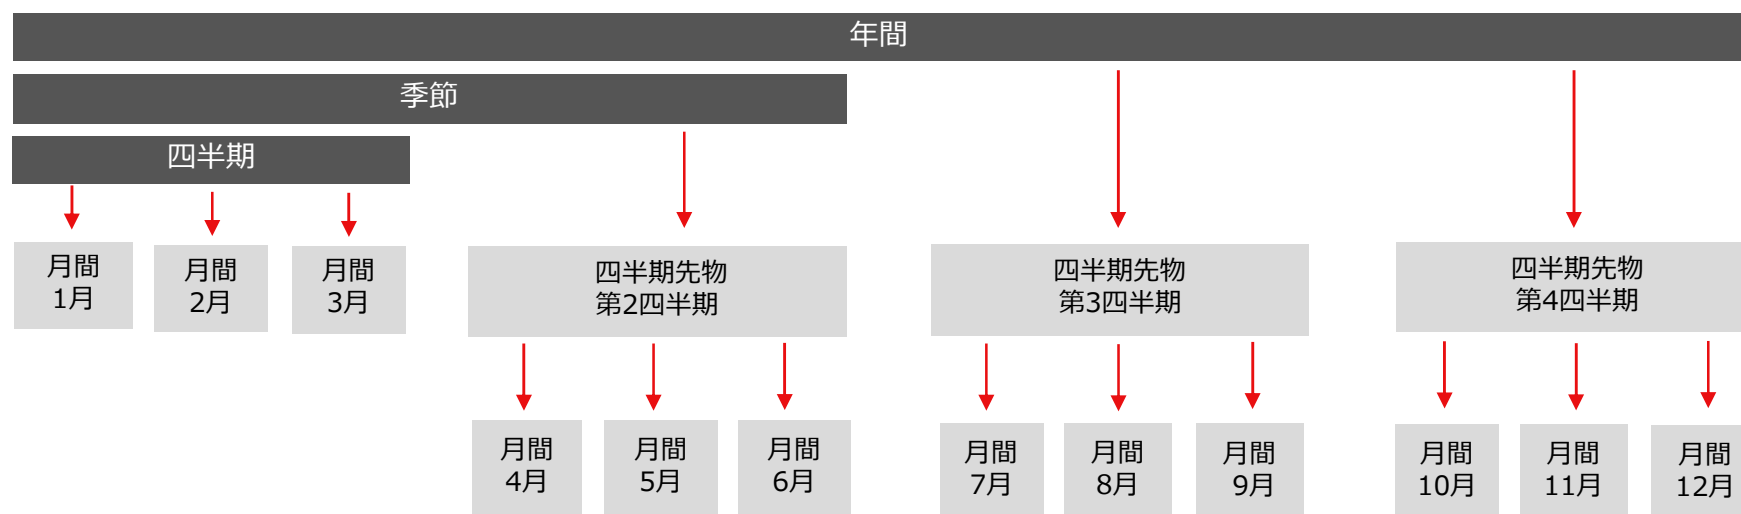 年間
季節
四半期
月間
1月
月間
2月
月間
3月
四半期先物
第2四半期
四半期先物
第3四半期
四半期先物
第4四半期
月間
4月
月間
5月
月間
6月
月間
7月
月間
8月
月間
9月
月間
10月
月間
11月
月間
12月